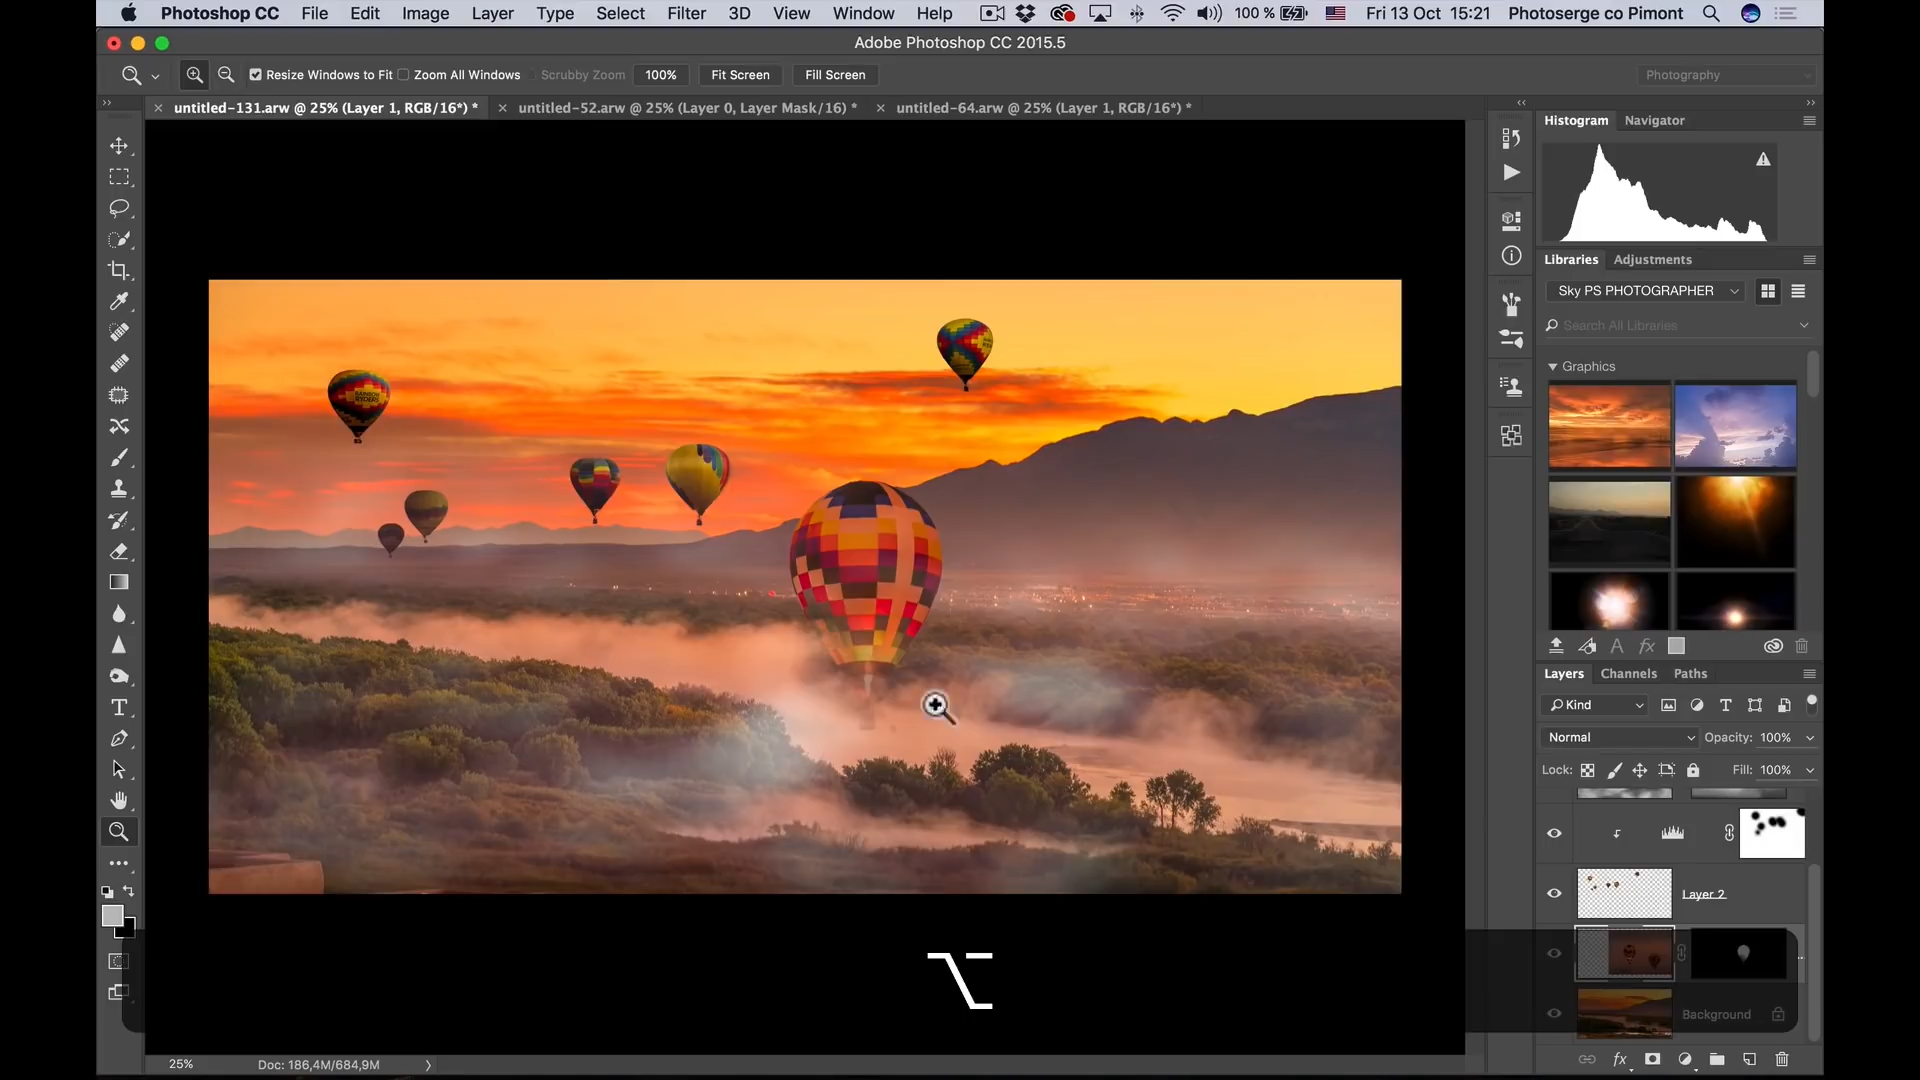 Photoshop CC File Edit Image Layer Type Select Filter 3D View Window Help 100 % Fri 13 Oct 15:21 Photoserge co Pimont
Adobe Photoshop CC 2015.5
Resize Windows to Fit Zoom All Windows Scrubby Zoom 100% Fit Screen Fill Screen Photography
untitled-131.arw @ 25% (Layer 1, RGB/16*) * untitled-52.arw @ 25% (Layer 0, Layer Mask/16) * untitled-64.arw @ 25% (Layer 1, RGB/16*) *
Histogram Navigator
Libraries Adjustments
Sky PS PHOTOGRAPHER
Search All Libraries
Graphics
RAINBOW
RYDERS
Layers Channels Paths
Kind
Normal Opacity: 100%
Lock: Fill: 100%
Layer 2
Background
25% Doc: 186,4M/684,9M